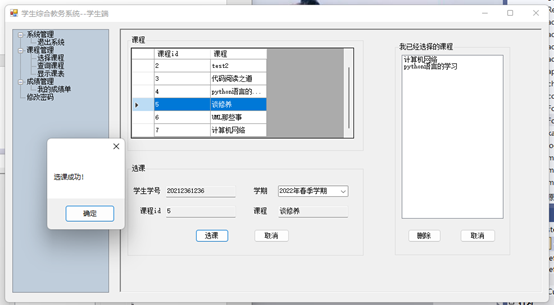 学生综合教务系统--学生端
系统管理
退出系统
课程管理
选择课程
查询课程
显示课表
成绩管理
我的成绩单
修改密码
课程
课程id 课程
2 test2
3 代码阅读之道
4 python语言的...
5 谈修养
6 UML那些事
7 计算机网络
选课
学生学号 20212361236 学期 2022年春季学期
课程id 5 课程 谈修养
选课 取消
我已经选择的课程
计算机网络
python语言的学习
删除 取消
选课成功!
确定